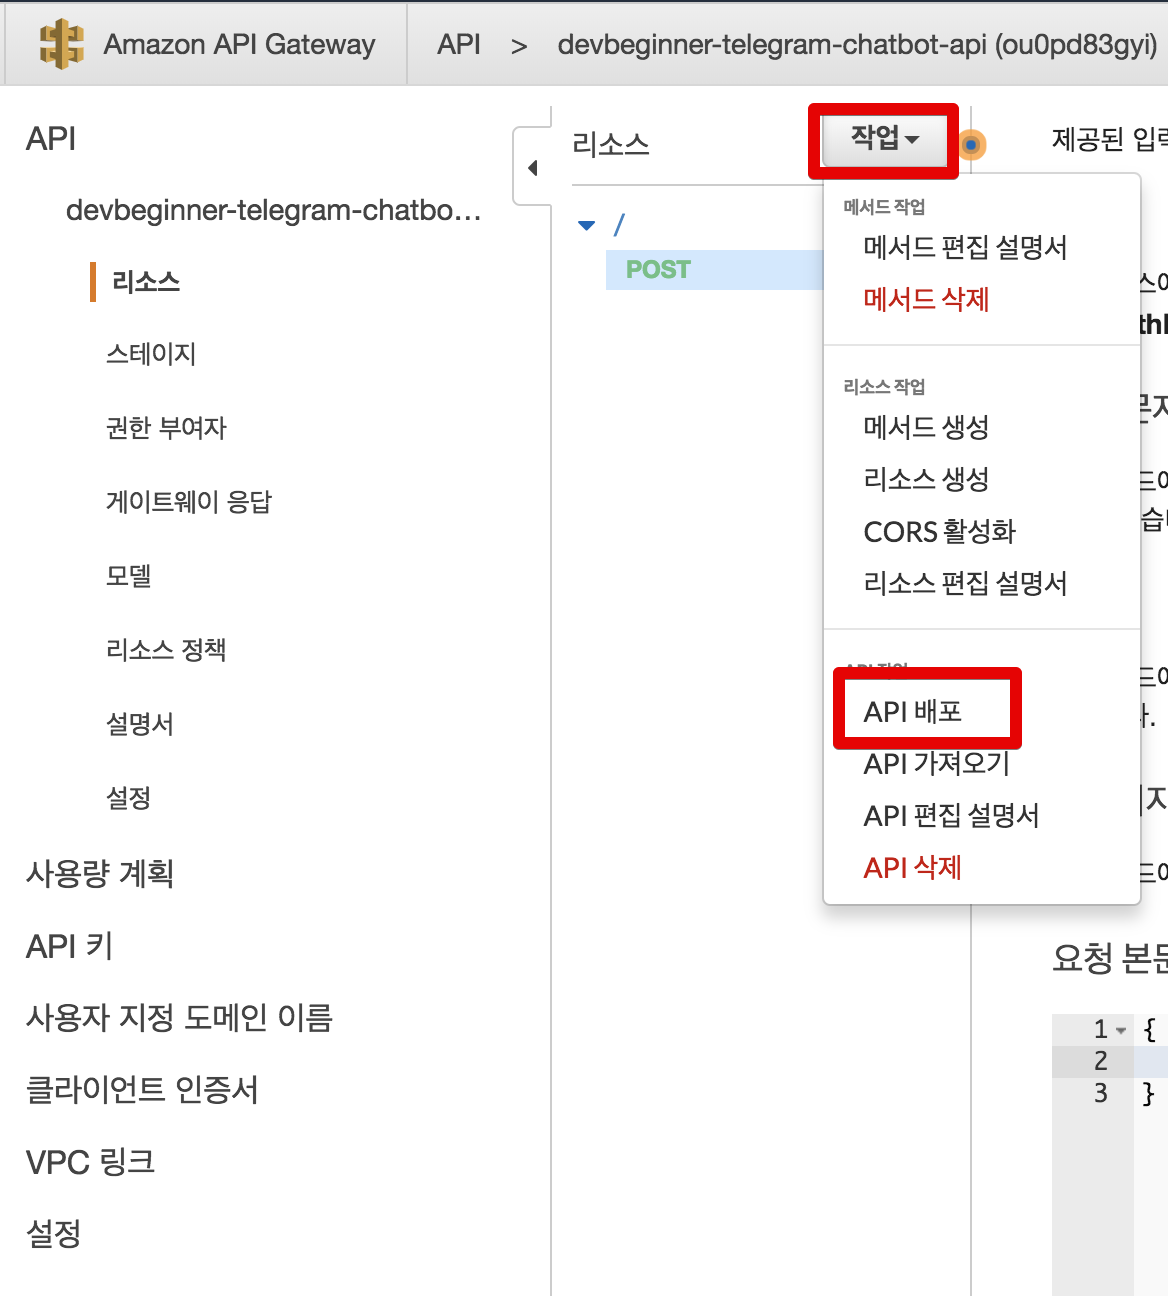 Amazon API Gateway
API > devbeginner-telegram-chatbot-api (ou0pd83gyi)
API
devbeginner-telegram-chatbo...
리소스
스테이지
권한 부여자
게이트웨이 응답
모델
리소스 정책
설명서
설정
사용량 계획
API 키
사용자 지정 도메인 이름
클라이언트 인증서
VPC 링크
설정
리소스
작업
/
POST
메서드 작업
메서드 편집 설명서
메서드 삭제
리소스 작업
메서드 생성
리소스 생성
CORS 활성화
리소스 편집 설명서
API 작업
API 배포
API 가져오기
API 편집 설명서
API 삭제
제공된
요청
1 {
2
3 }